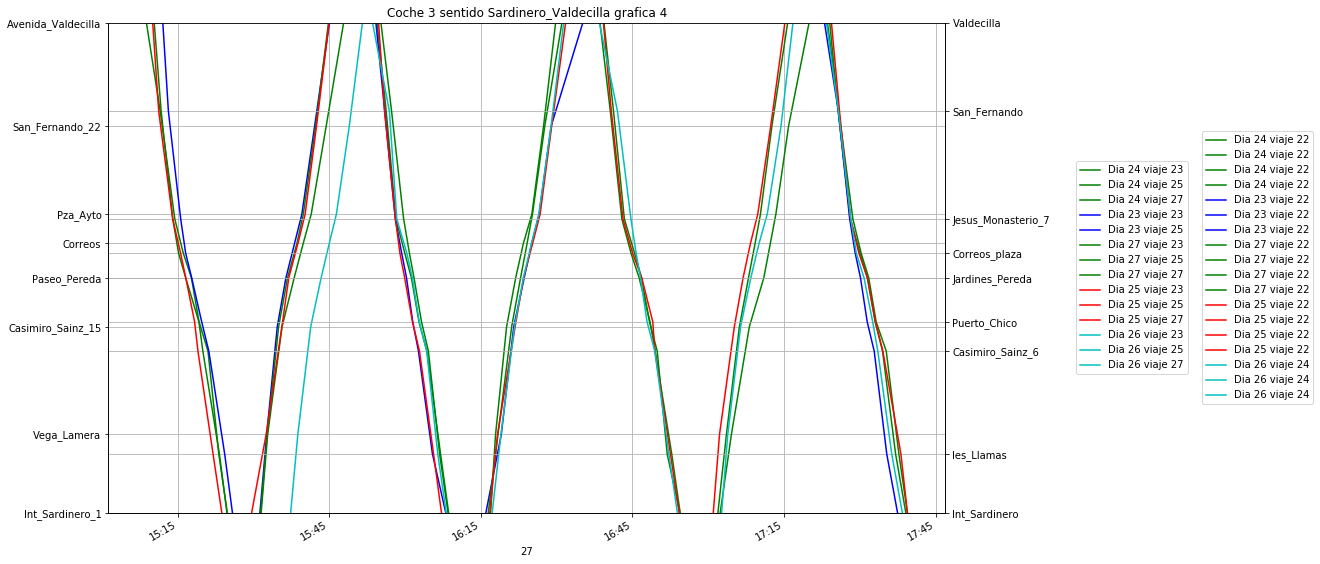 Coche 3 sentido Sardinero_Valdecilla grafica 4
Avenida_Valdecilla
San_Fernando_22
Pza_Ayto
Correos
Paseo_Pereda
Casimiro_Sainz_15
Vega_Lamera
Int_Sardinero_1
Valdecilla
San_Fernando
Jesus_Monasterio_7
Correos_plaza
Jardines_Pereda
Puerto_Chico
Casimiro_Sainz_6
Ies_Llamas
Int_Sardinero
15:15
15:45
16:15
16:45
17:15
17:45
27
Dia 24 viaje 23
Dia 24 viaje 25
Dia 24 viaje 27
Dia 23 viaje 23
Dia 23 viaje 25
Dia 27 viaje 23
Dia 27 viaje 25
Dia 27 viaje 27
Dia 25 viaje 23
Dia 25 viaje 25
Dia 25 viaje 27
Dia 26 viaje 23
Dia 26 viaje 25
Dia 26 viaje 27
Dia 24 viaje 22
Dia 24 viaje 22
Dia 24 viaje 22
Dia 24 viaje 22
Dia 23 viaje 22
Dia 23 viaje 22
Dia 23 viaje 22
Dia 27 viaje 22
Dia 27 viaje 22
Dia 27 viaje 22
Dia 27 viaje 22
Dia 25 viaje 22
Dia 25 viaje 22
Dia 25 viaje 22
Dia 25 viaje 22
Dia 26 viaje 24
Dia 26 viaje 24
Dia 26 viaje 24